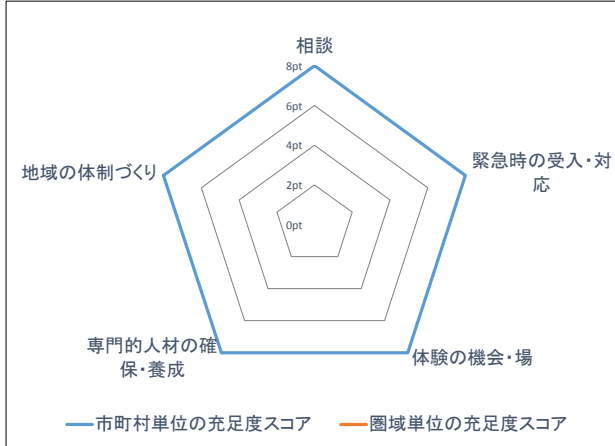 相談
8pt
6pt
4pt
2pt
0pt
緊急時の受入・対
応
体験の機会・場
専門的人材の確
保・養成
地域の体制づくり
市町村単位の充足度スコア
圏域単位の充足度スコア